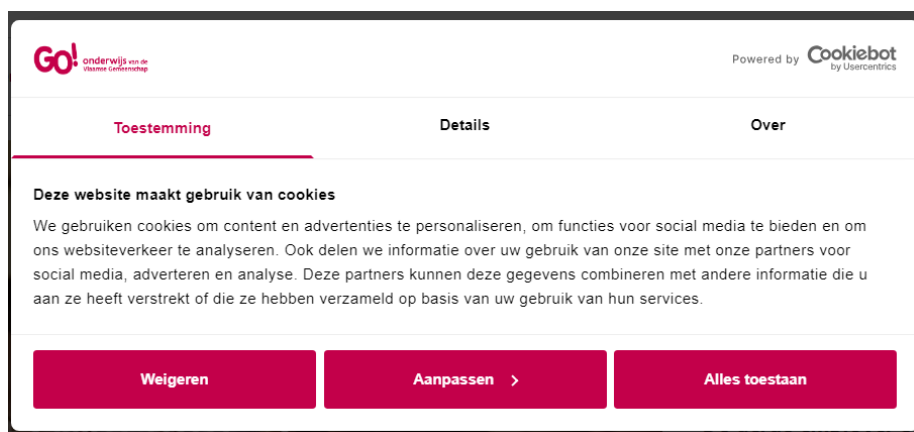 GO! onderwijs van de
Vlaamse Gemeenschap
Powered by Cookiebot
by Usercentrics
Toestemming
Details
Over
Deze website maakt gebruik van cookies
We gebruiken cookies om content en advertenties te personaliseren, om functies voor social media te bieden en om
ons websiteverkeer te analyseren. Ook delen we informatie over uw gebruik van onze site met onze partners voor
social media, adverteren en analyse. Deze partners kunnen deze gegevens combineren met andere informatie die u
aan ze heeft verstrekt of die ze hebben verzameld op basis van uw gebruik van hun services.
Weigeren
Aanpassen
Alles toestaan